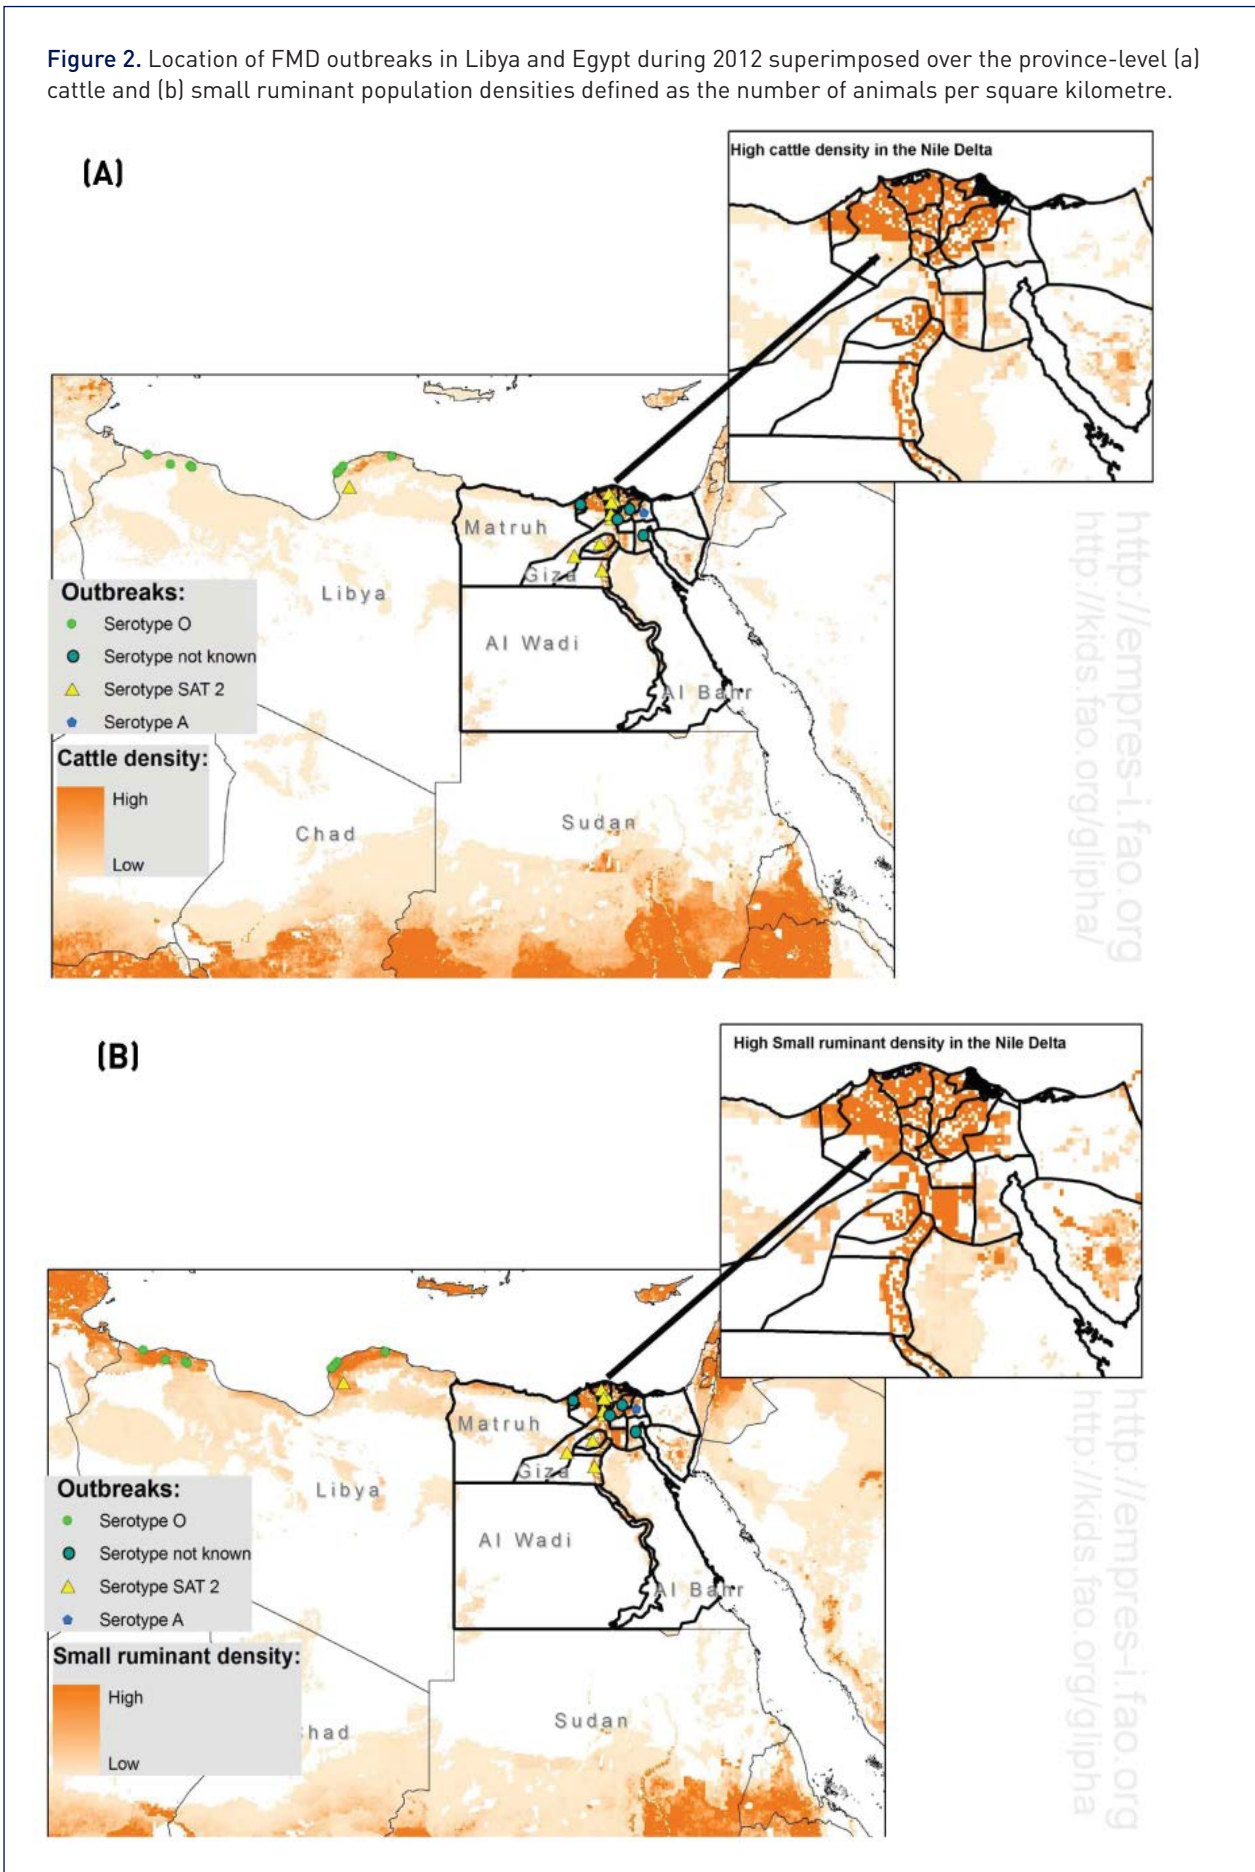 Figure 2. Location of FMD outbreaks in Libya and Egypt during 2012 superimposed over the province-level (a)
cattle and (b) small ruminant population densities defined as the number of animals per square kilometre.
(A)
High cattle density in the Nile Delta
Matruh
Giza
Libya
Al Wadi
Al Bahr
Chad
Sudan
Outbreaks:
Serotype O
Serotype not known
Serotype SAT 2
Serotype A
Cattle density:
High
Low
http://empres-i.fao.org
http://kids.fao.org/glipha/
(B)
High Small ruminant density in the Nile Delta
Matruh
Giza
Libya
Al Wadi
Al Bahr
had
Sudan
Outbreaks:
Serotype O
Serotype not known
Serotype SAT 2
Serotype A
Small ruminant density:
High
Low
http://empres-i.fao.org
http://kids.fao.org/glipha